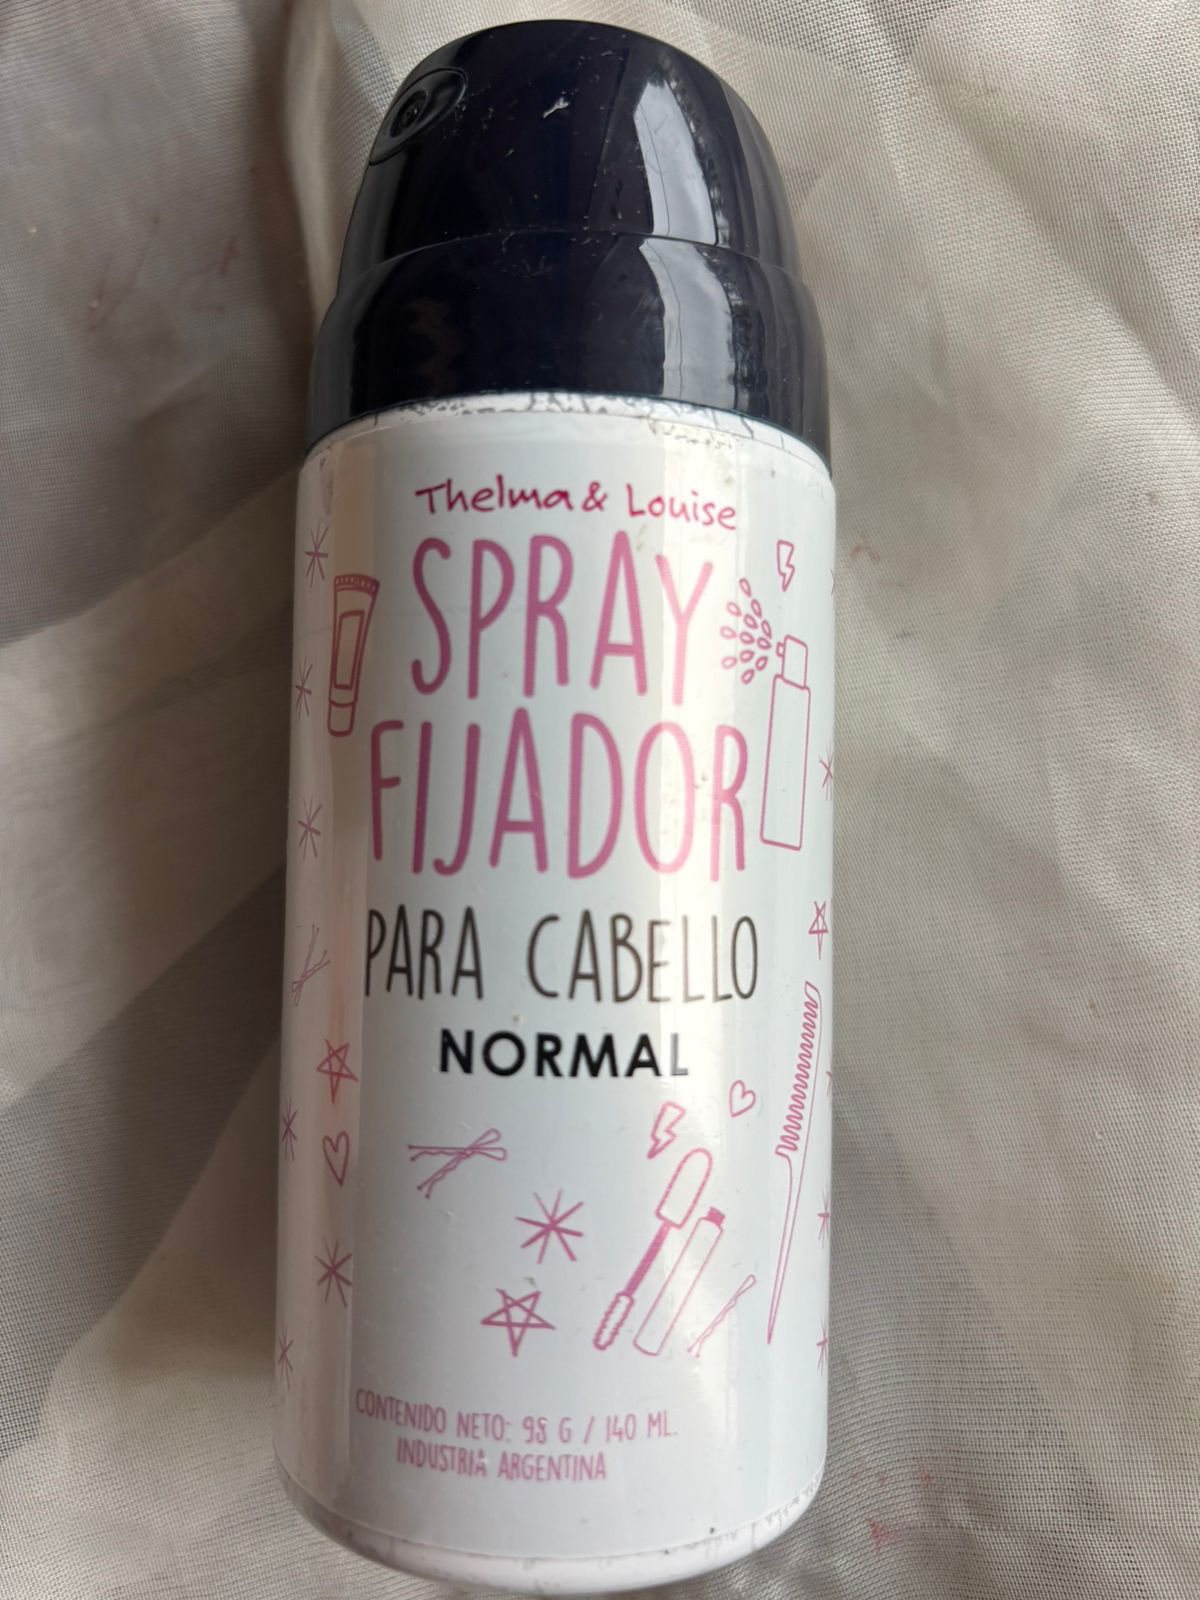 Thelma & Louise
SPRAY
FIJADOR
PARA CABELLO
NORMAL
CONTENIDO NETO: 98 G / 140 ML.
INDUSTRIA ARGENTINA